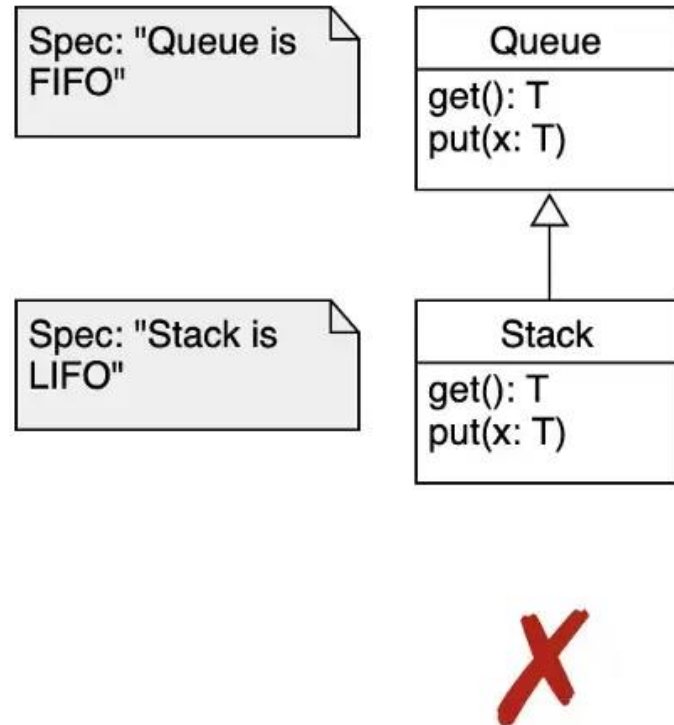 Spec: "Queue is
FIFO"
Queue
get(): T
put(x: T)
Spec: "Stack is
LIFO"
Stack
get(): T
put(x: T)